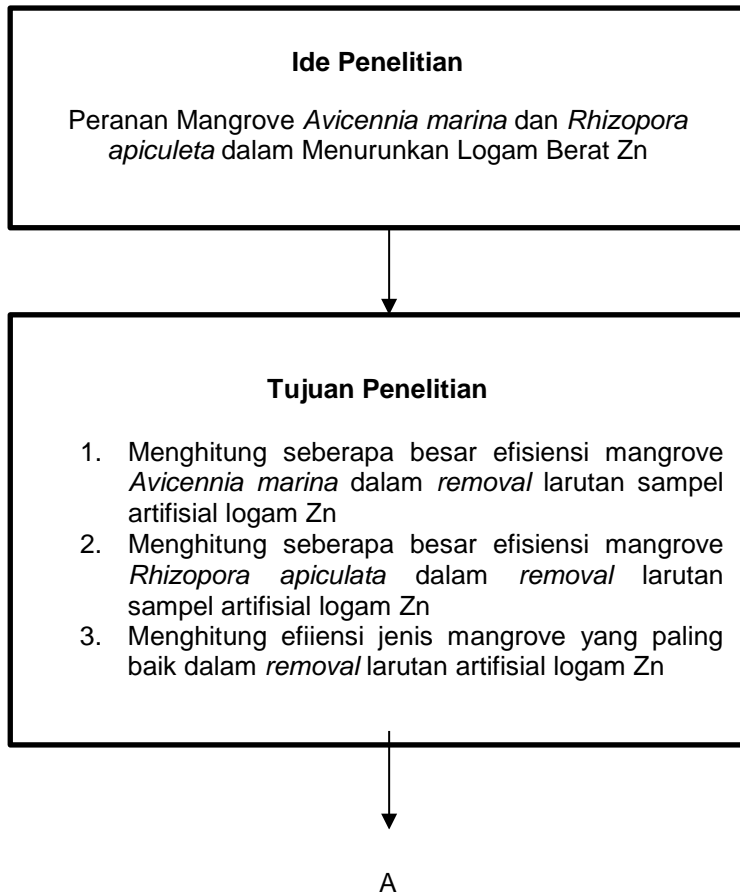 Ide Penelitian
Peranan Mangrove Avicennia marina dan Rhizopora
apiculeta dalam Menurunkan Logam Berat Zn
Tujuan Penelitian
1. Menghitung seberapa besar efisiensi mangrove
Avicennia marina dalam removal larutan sampel
artifisial logam Zn
2. Menghitung seberapa besar efisiensi mangrove
Rhizopora apiculata dalam removal larutan
sampel artifisial logam Zn
3. Menghitung efiiensi jenis mangrove yang paling
baik dalam removal larutan artifisial logam Zn
A